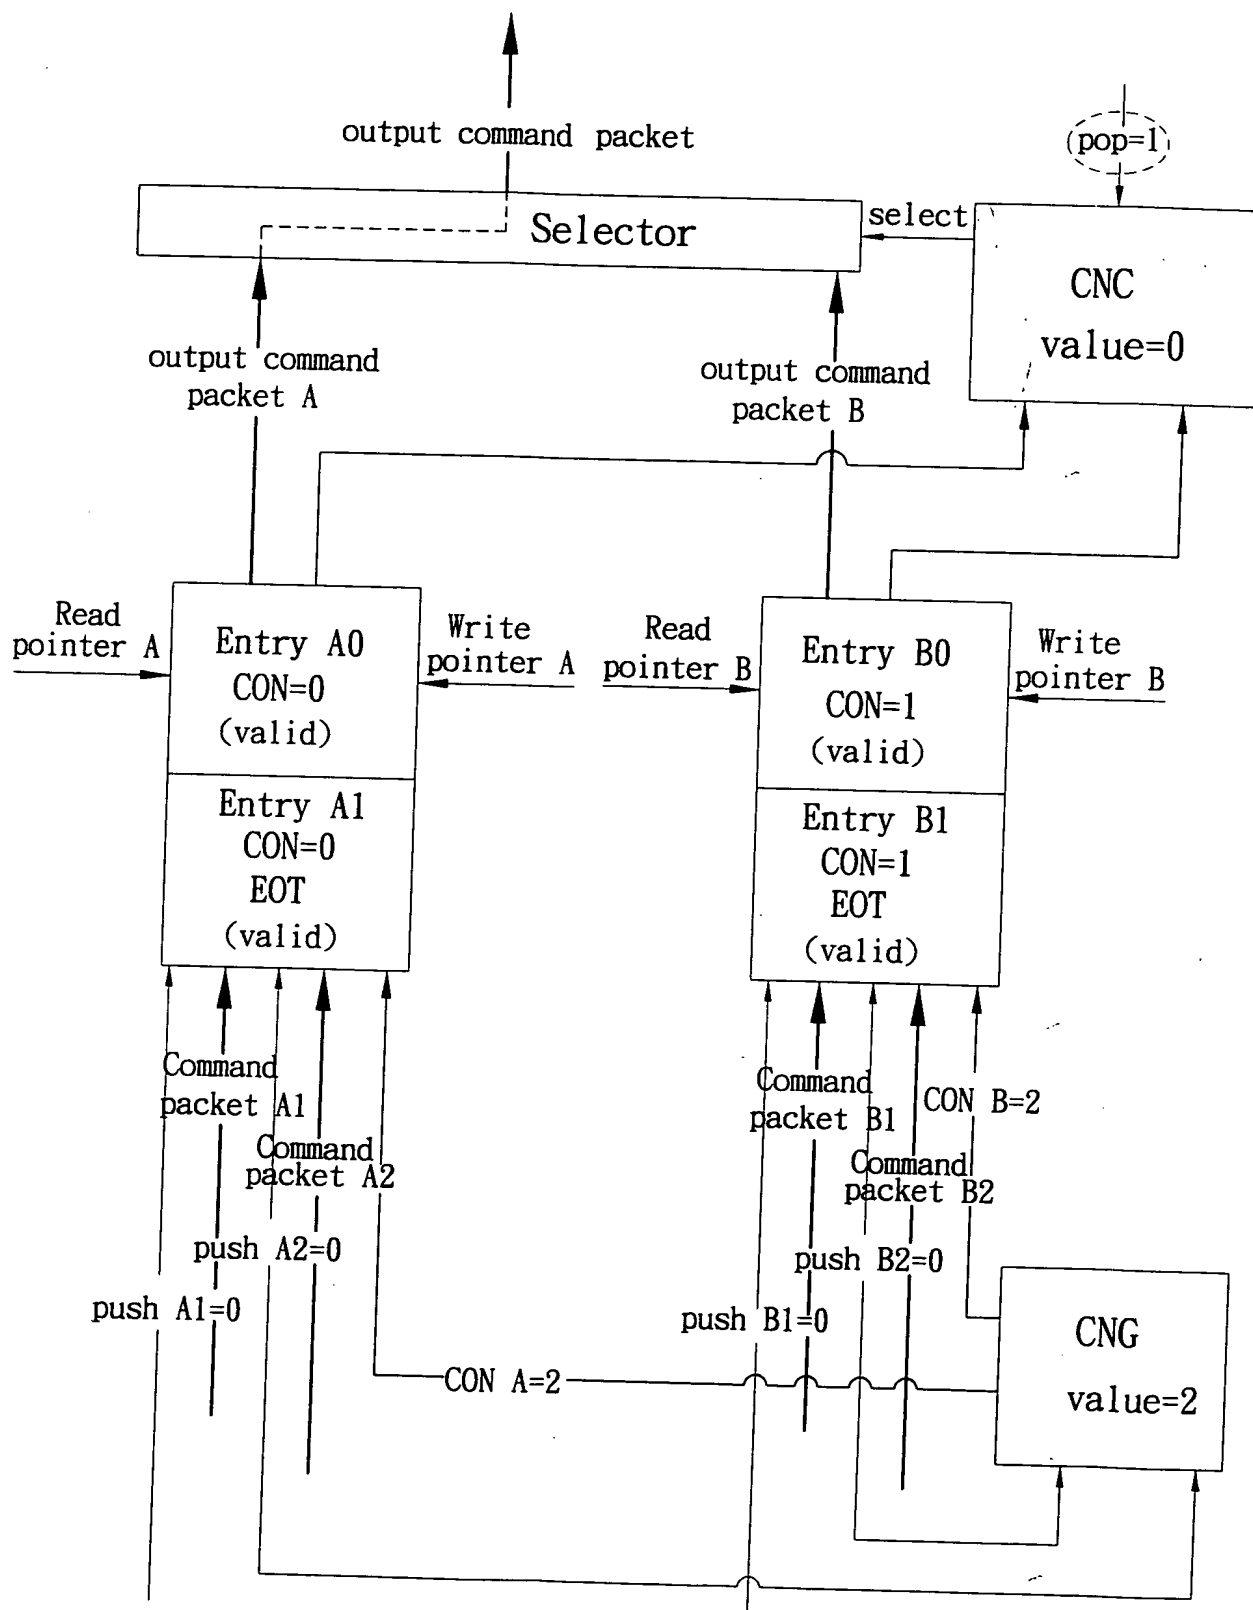 output command packet
pop=1
Selector
select
CNC
value=0
output command
packet A
output command
packet B
Read
pointer A
Entry A0
CON=0
(valid)
Write
pointer A
Read
pointer B
Entry B0
CON=1
(valid)
Write
pointer B
Entry A1
CON=0
EOT
(valid)
Entry B1
CON=1
EOT
(valid)
Command
packet A1
Command
packet A2
push A2=0
push A1=0
Command
packet B1
CON B=2
Command
packet B2
push B2=0
push B1=0
CON A=2
CNG
value=2